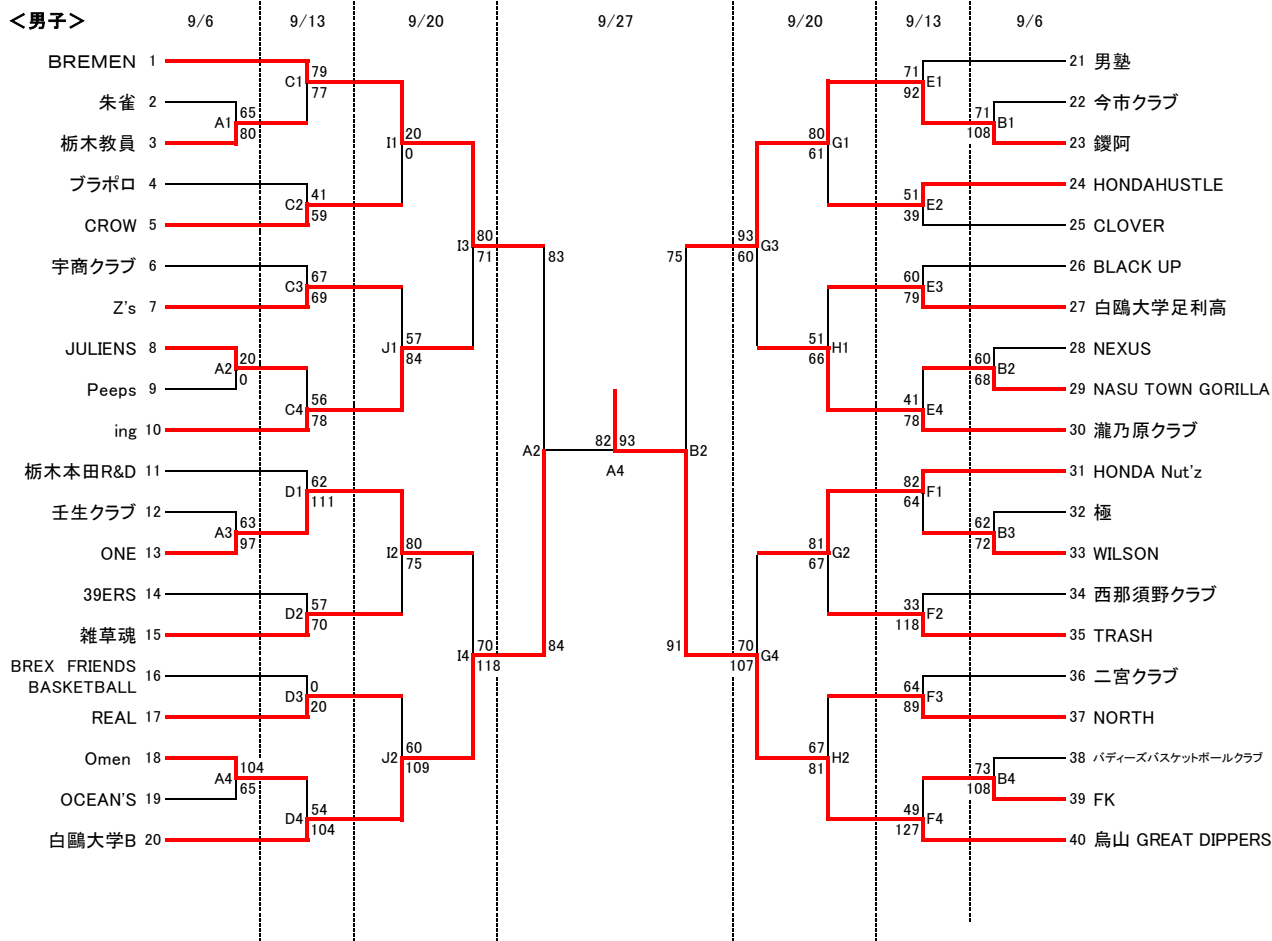 ＜男子＞ 9/6 9/13 9/20 9/27 9/20 9/13 9/6
BREMEN 1
朱雀 2
栃木教員 3
ブラポロ 4
CROW 5
宇商クラブ 6
Z's 7
JULIENS 8
Peeps 9
ing 10
栃木本田R&D 11
壬生クラブ 12
ONE 13
39ERS 14
雑草魂 15
BREX FRIENDS
BASKETBALL 16
REAL 17
Omen 18
OCEAN'S 19
白鷗大学B 20
A1 65 80
A2 20 0
A3 63 97
A4 104 65
C1 79 77
C2 41 59
C3 67 69
C4 56 78
D1 62 111
D2 57 70
D3 0 20
D4 54 104
I1 20 0
J1 57 84
I2 80 75
J2 60 109
I3 80 71
I4 70 118
83
A2
84
82 93
A4
75
B2
91
93 60 G3
70 107 G4
80 61 G1
51 66 H1
81 67 G2
67 81 H2
71 92 E1
51 39 E2
60 79 E3
41 78 E4
82 64 F1
33 118 F2
64 89 F3
49 127 F4
71 108 B1
60 68 B2
62 72 B3
73 108 B4
21 男塾
22 今市クラブ
23 鑁阿
24 HONDAHUSTLE
25 CLOVER
26 BLACK UP
27 白鷗大学足利高
28 NEXUS
29 NASU TOWN GORILLA
30 瀧乃原クラブ
31 HONDA Nut'z
32 極
33 WILSON
34 西那須野クラブ
35 TRASH
36 二宮クラブ
37 NORTH
38 バディーズバスケットボールクラブ
39 FK
40 烏山 GREAT DIPPERS